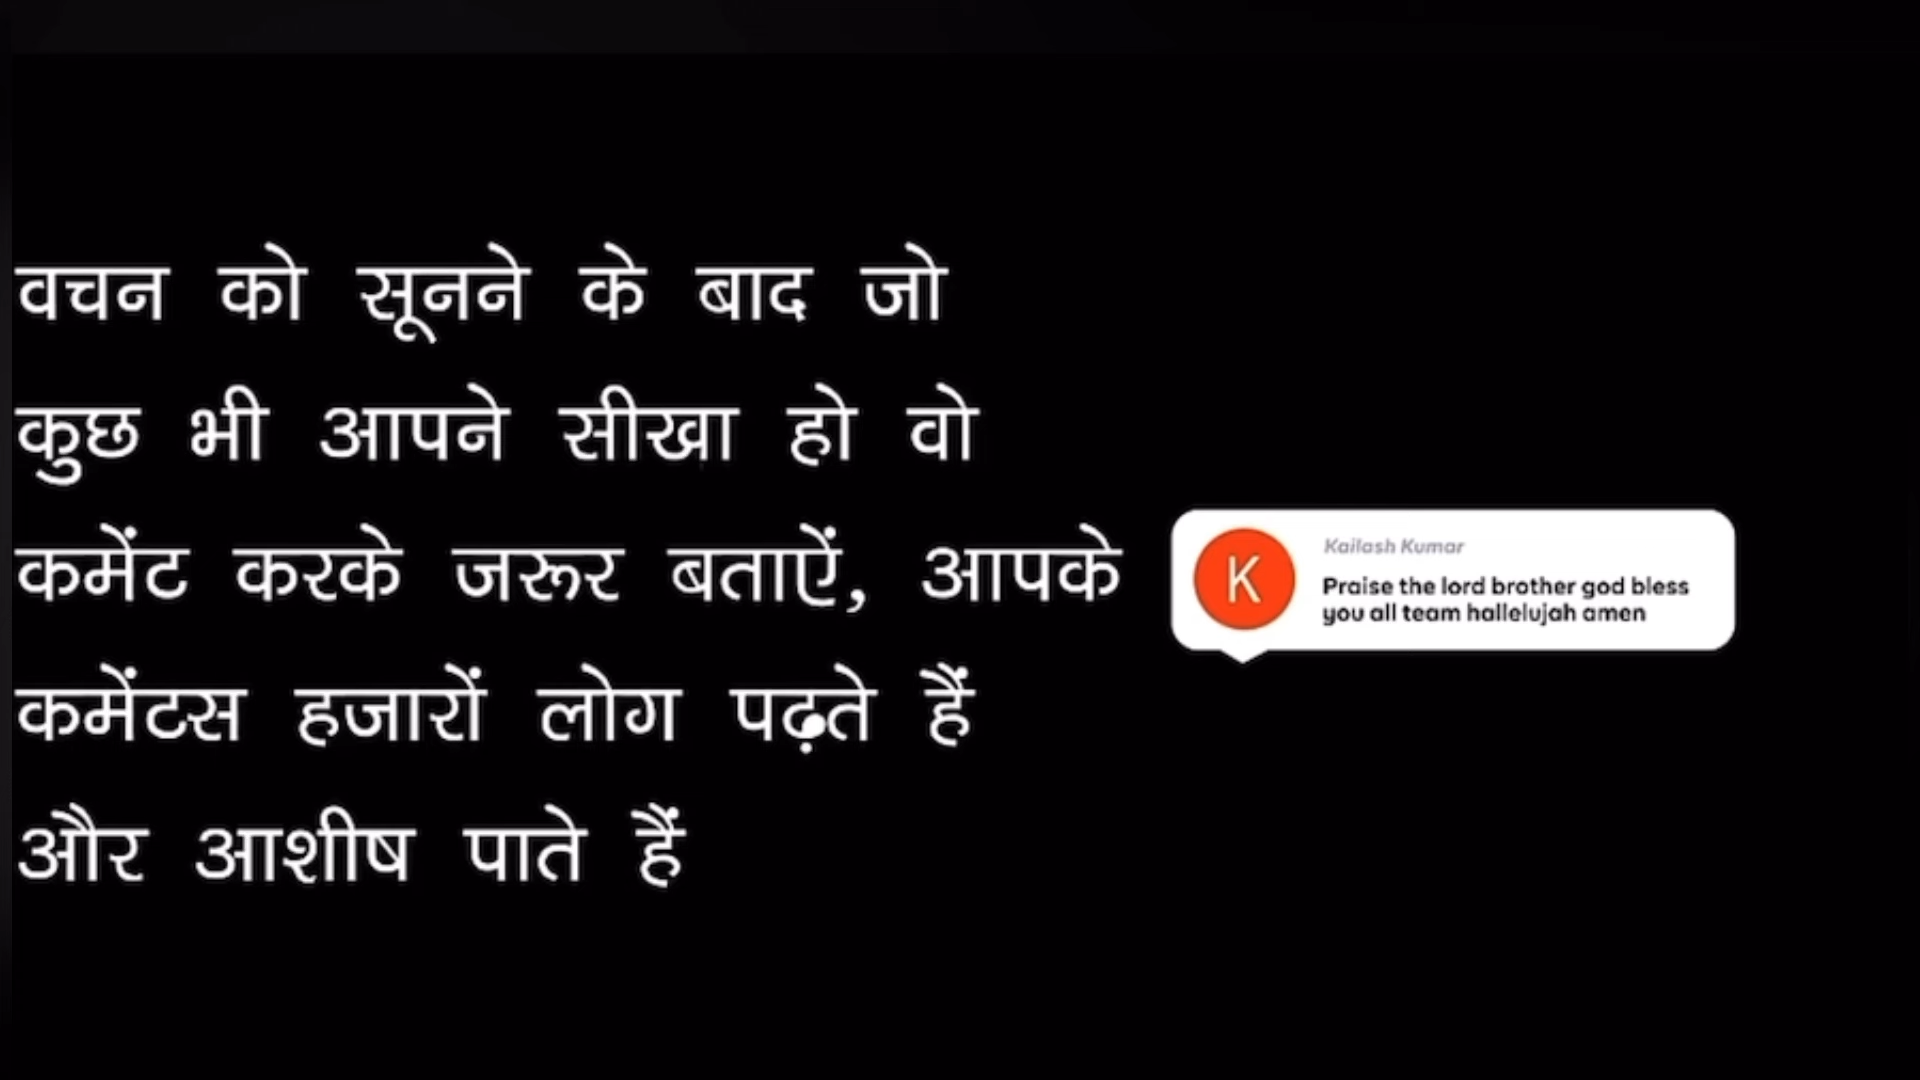 वचन को सूनने के बाद जो
कुछ भी आपने सीखा हो वो
कमेंट करके जरूर बताऐं, आपके
कमेंटस हजारों लोग पढ़ते हैं
और आशीष पाते हैं
K
Kailash Kumar
Praise the lord brother god bless
you all team hallelujah amen